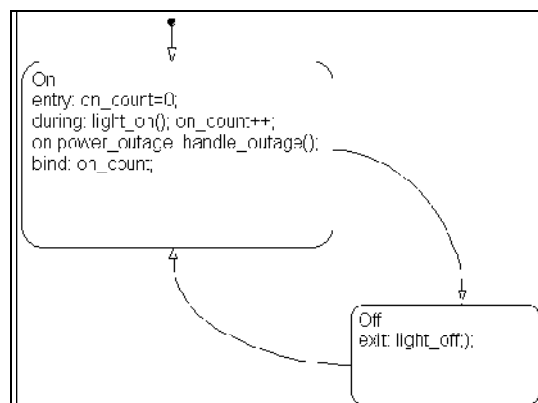 On
entry: on_count=0;
during: light_on(); on_count++;
on power_outage handle_outage();
bind: on_count;
Off
exit: light_off();